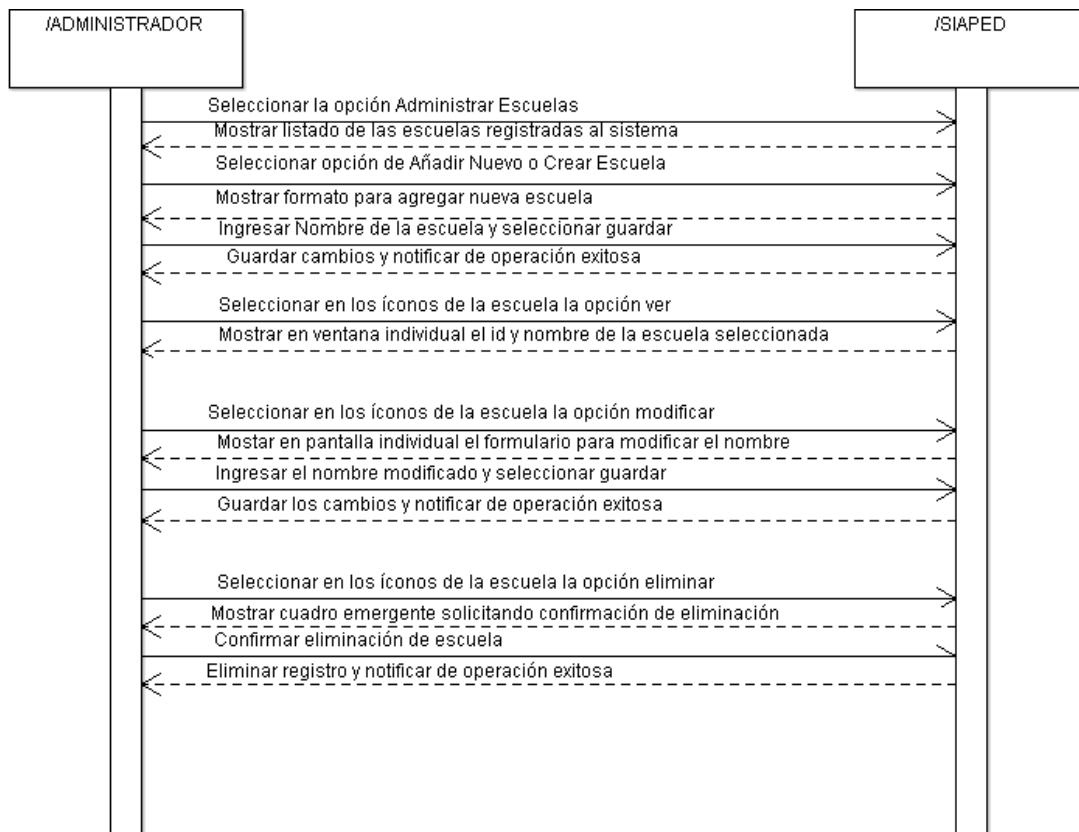 /ADMINISTRADOR
/SIAPED
Seleccionar la opción Administrar Escuelas
Mostrar listado de las escuelas registradas al sistema
Seleccionar opción de Añadir Nuevo o Crear Escuela
Mostrar formato para agregar nueva escuela
Ingresar Nombre de la escuela y seleccionar guardar
Guardar cambios y notificar de operación exitosa
Seleccionar en los íconos de la escuela la opción ver
Mostrar en ventana individual el id y nombre de la escuela seleccionada
Seleccionar en los íconos de la escuela la opción modificar
Mostar en pantalla individual el formulario para modificar el nombre
Ingresar el nombre modificado y seleccionar guardar
Guardar los cambios y notificar de operación exitosa
Seleccionar en los íconos de la escuela la opción eliminar
Mostrar cuadro emergente solicitando confirmación de eliminación
Confirmar eliminación de escuela
Eliminar registro y notificar de operación exitosa